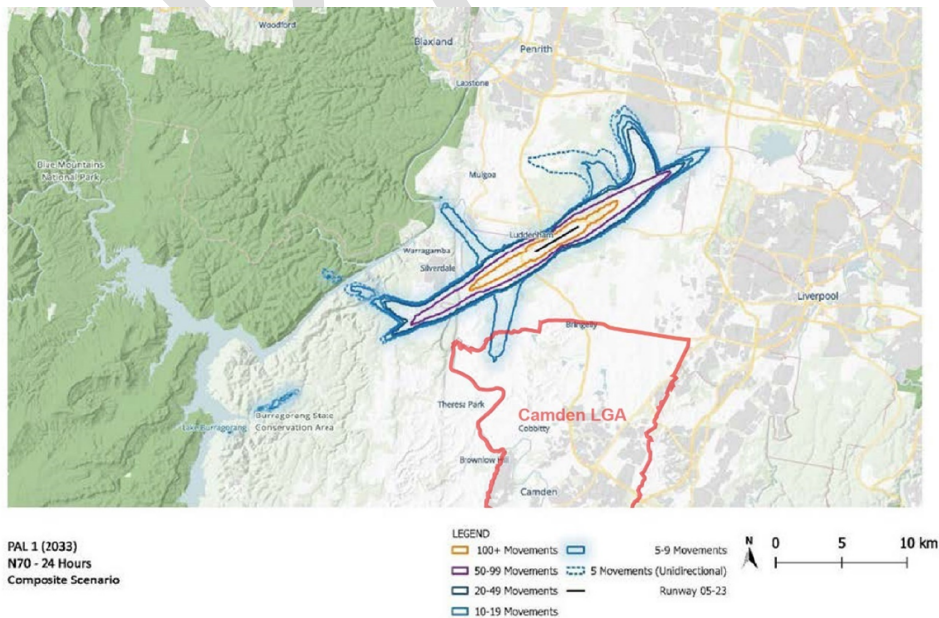 Woodford
Blaxland
Penrith
Lapstone
Blue Mountains
National Park
Mulgoa
Luddenham
Warragamba
Silverdale
Liverpool
Bringelly
Theresa Park
Camden LGA
Burragorang State
Conservation Area
Lake Burragorang
Cobbitty
Brownlow Hill
Camden
PAL 1 (2033)
N70 - 24 Hours
Composite Scenario
LEGEND
100+ Movements
5-9 Movements
50-99 Movements
5 Movements (Unidirectional)
20-49 Movements
Runway 05-23
10-19 Movements
N
0 5 10 km